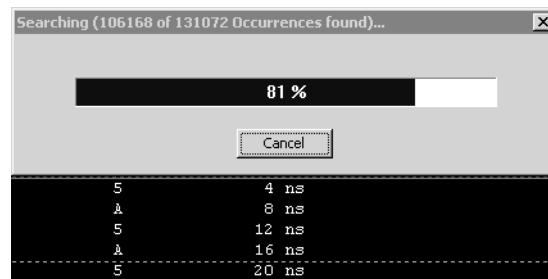 Searching (106168 of 131072 Occurrences found)...
81 %
Cancel
5 4 ns
A 8 ns
5 12 ns
A 16 ns
5 20 ns